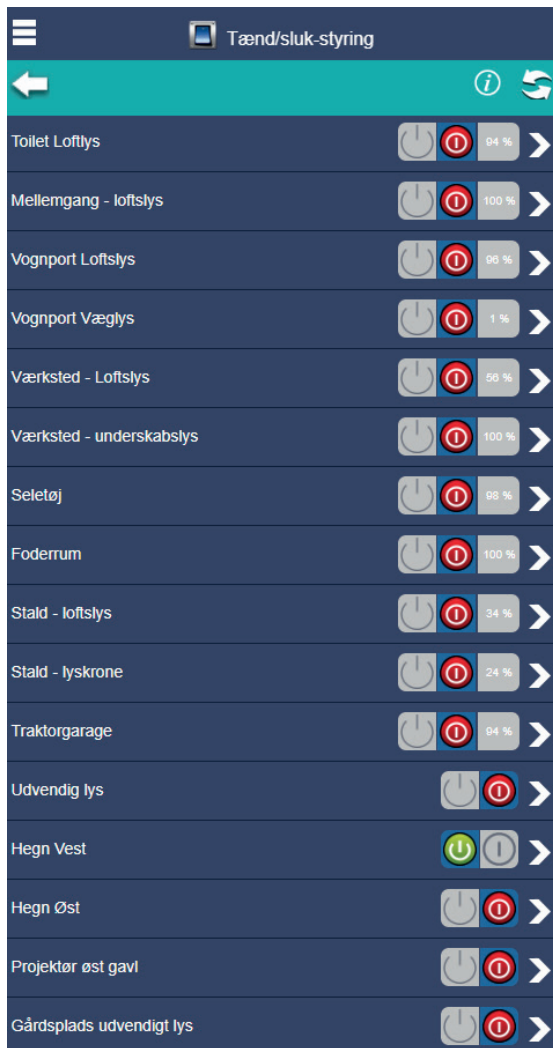 Tænd/sluk-styring
Toilet Loftlys 94 %
Mellemgang - loftslys 100 %
Vognport Loftslys 96 %
Vognport Væglys 1 %
Værksted - Loftslys 56 %
Værksted - underskabslys 100 %
Seletøj 98 %
Foderrum 100 %
Stald - loftslys 34 %
Stald - lyskrone 24 %
Traktorgarage 94 %
Udvendig lys
Hegn Vest
Hegn Øst
Projektør øst gavl
Gårdsplads udvendigt lys